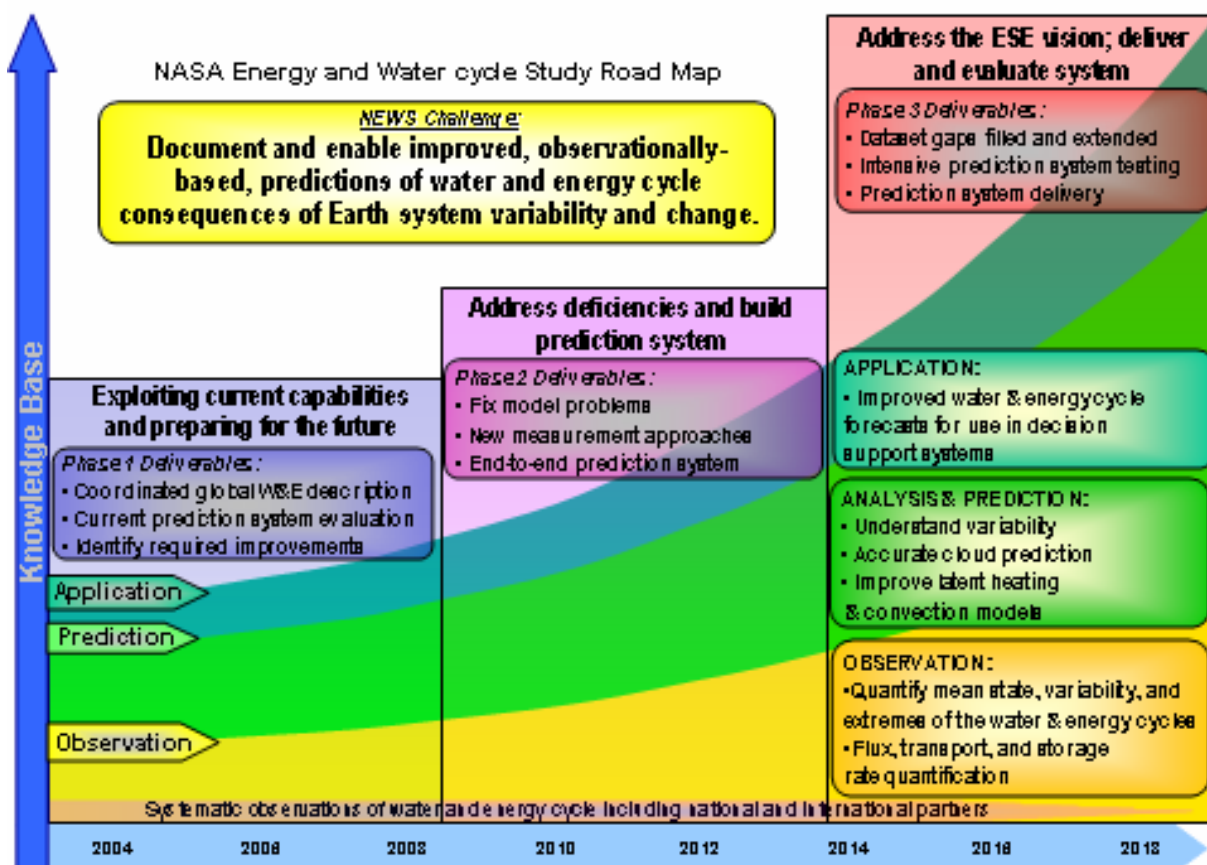 NASA Energy and Water cycle Study Road Map
NEWS Challenge:
Document and enable improved, observationally-
based, predictions of water and energy cycle
consequences of Earth system variability and change.
Knowledge Base
Exploiting current capabilities
and preparing for the future
Phase 1 Deliverables:
• Coordinated global W&E description
• Current prediction system evaluation
• Identify required improvements
Application
Prediction
Observation
Address deficiencies and build
prediction system
Phase 2 Deliverables:
• Fix model problems
• New measurement approaches
• End-to-end prediction system
Address the ESE vision; deliver
and evaluate system
Phase 3 Deliverables:
• Dataset gaps filled and extended
• Intensive prediction system testing
• Prediction system delivery
APPLICATION:
• Improved water & energy cycle
forecasts for use in decision
support systems
ANALYSIS & PREDICTION:
• Understand variability
• Accurate cloud prediction
• Improve latent heating
& convection models
OBSERVATION:
•Quantify mean state, variability, and
extremes of the water & energy cycles
•Flux, transport, and storage
rate quantification
Systematic observations of water and energy cycle including national and international partners
2004 2006 2008 2010 2012 2014 2016 2018